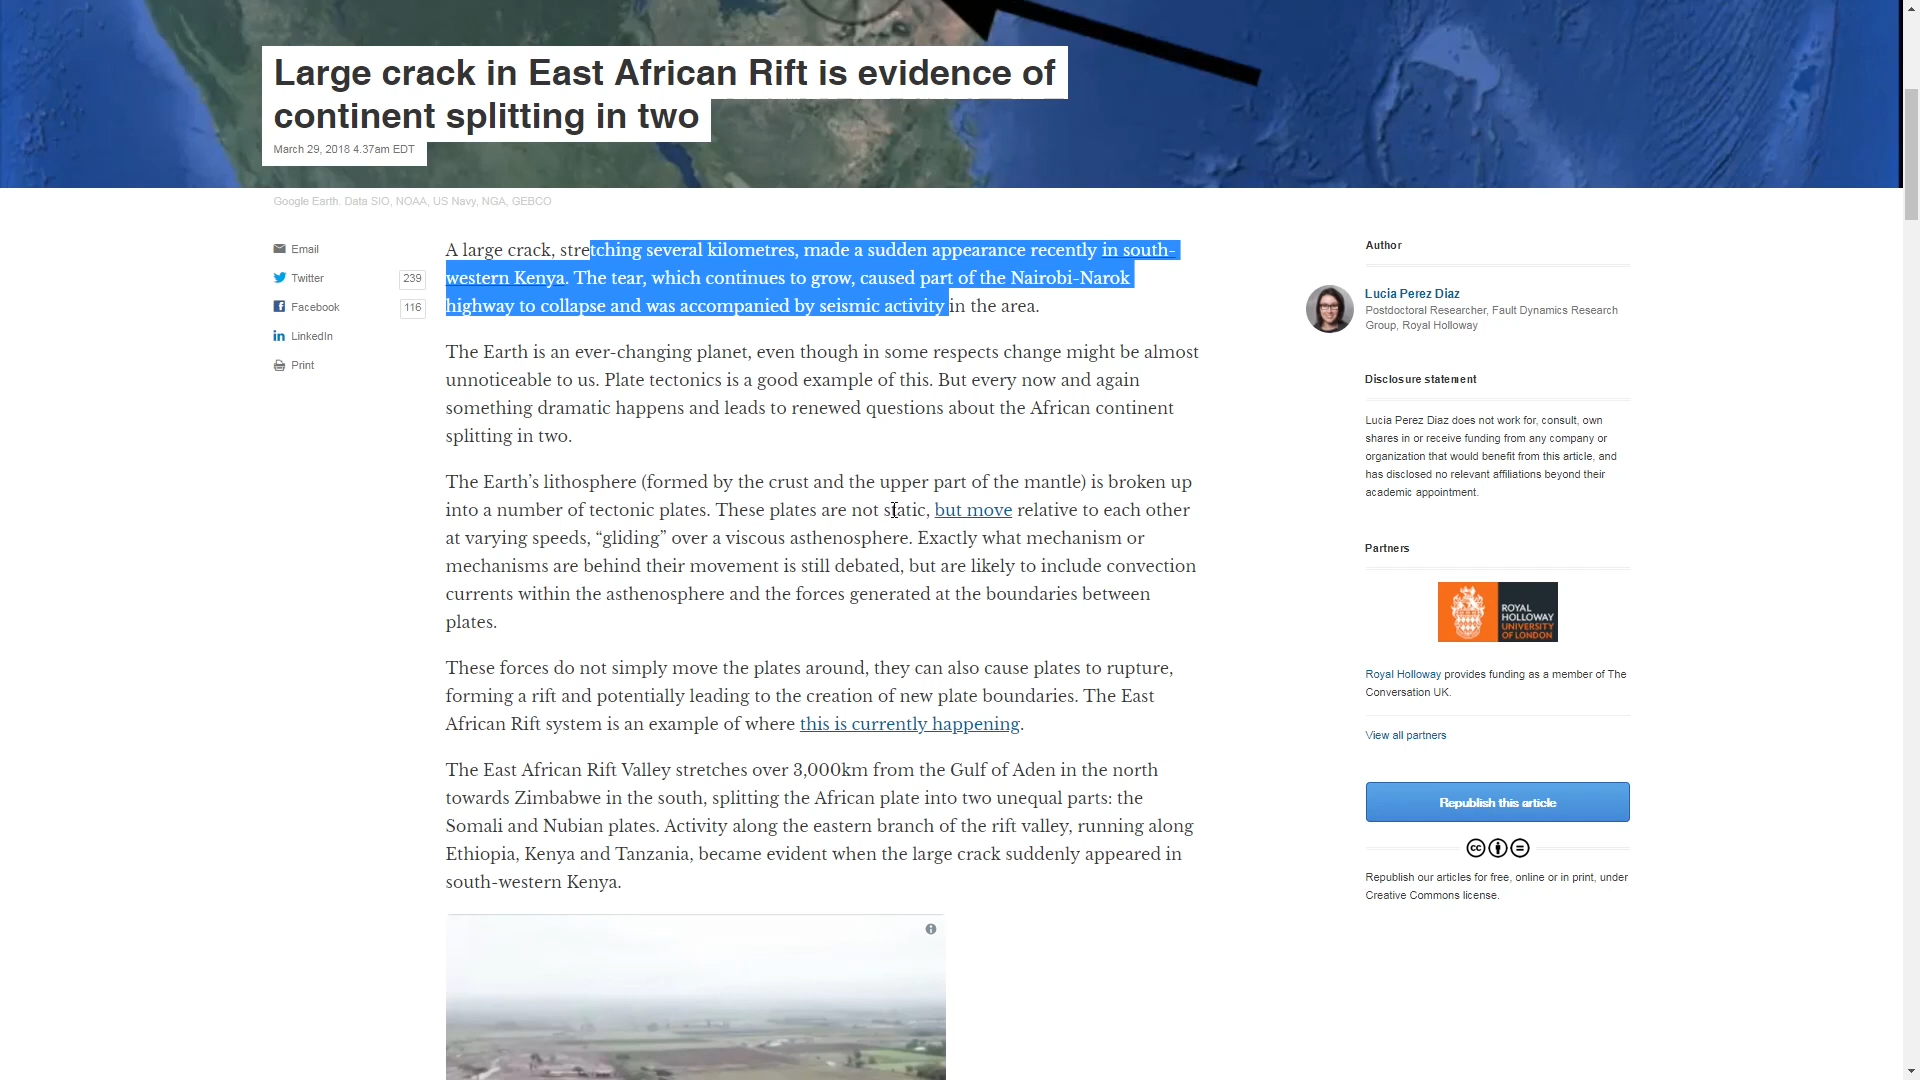 Large crack in East African Rift is evidence of
continent splitting in two
March 29, 2018 4.37am EDT
Google Earth. Data SIO, NOAA, US Navy, NGA, GEBCO
Email
Twitter
239
Facebook
116
LinkedIn
Print
A large crack, stretching several kilometres, made a sudden appearance recently in south-
western Kenya. The tear, which continues to grow, caused part of the Nairobi-Narok
highway to collapse and was accompanied by seismic activity in the area.
The Earth is an ever-changing planet, even though in some respects change might be almost
unnoticeable to us. Plate tectonics is a good example of this. But every now and again
something dramatic happens and leads to renewed questions about the African continent
splitting in two.
The Earth’s lithosphere (formed by the crust and the upper part of the mantle) is broken up
into a number of tectonic plates. These plates are not static, but move relative to each other
at varying speeds, “gliding” over a viscous asthenosphere. Exactly what mechanism or
mechanisms are behind their movement is still debated, but are likely to include convection
currents within the asthenosphere and the forces generated at the boundaries between
plates.
These forces do not simply move the plates around, they can also cause plates to rupture,
forming a rift and potentially leading to the creation of new plate boundaries. The East
African Rift system is an example of where this is currently happening.
The East African Rift Valley stretches over 3,000km from the Gulf of Aden in the north
towards Zimbabwe in the south, splitting the African plate into two unequal parts: the
Somali and Nubian plates. Activity along the eastern branch of the rift valley, running along
Ethiopia, Kenya and Tanzania, became evident when the large crack suddenly appeared in
south-western Kenya.
Author
Lucia Perez Diaz
Postdoctoral Researcher, Fault Dynamics Research
Group, Royal Holloway
Disclosure statement
Lucia Perez Diaz does not work for, consult, own
shares in or receive funding from any company or
organization that would benefit from this article, and
has disclosed no relevant affiliations beyond their
academic appointment.
Partners
ROYAL
HOLLOWAY
UNIVERSITY
OF LONDON
Royal Holloway provides funding as a member of The
Conversation UK.
View all partners
Republish this article
cc
Republish our articles for free, online or in print, under
Creative Commons license.